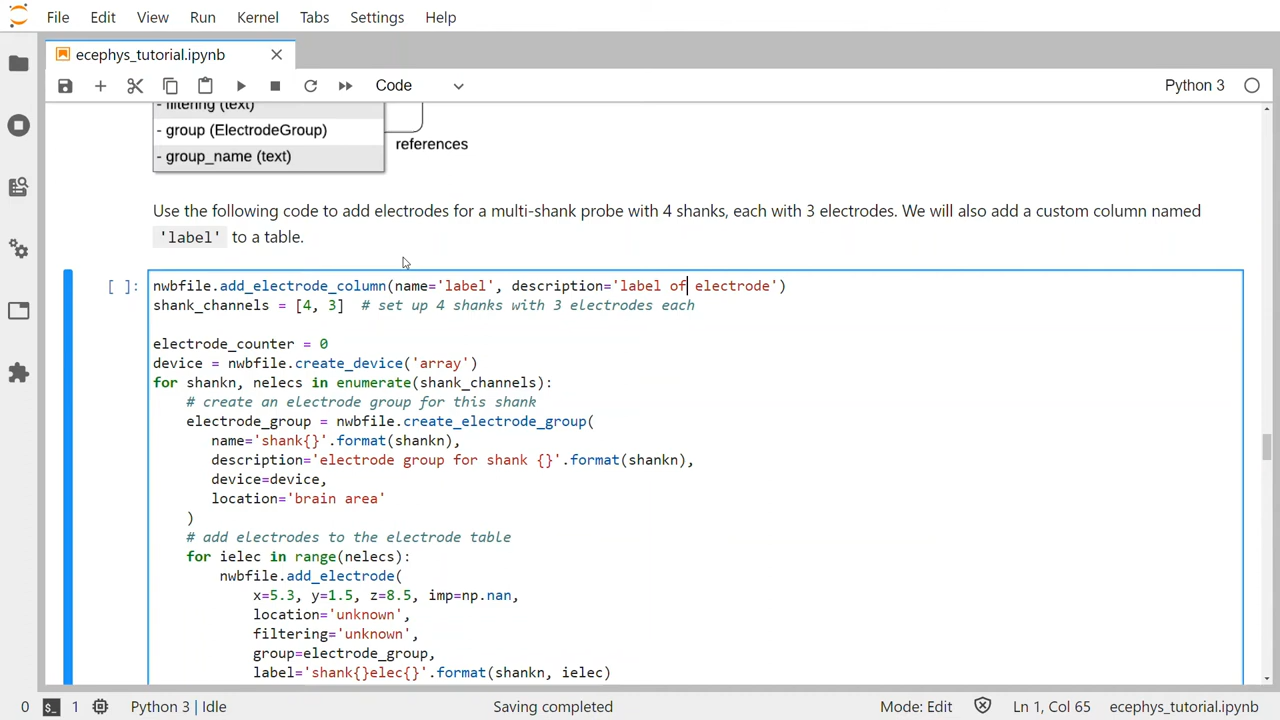 File Edit View Run Kernel Tabs Settings Help
ecephys_tutorial.ipynb
Code
Python 3
- filtering (text)
- group (ElectrodeGroup)
references
- group_name (text)
Use the following code to add electrodes for a multi-shank probe with 4 shanks, each with 3 electrodes. We will also add a custom column named
'label' to a table.
[ ]:
nwbfile.add_electrode_column(name='label', description='label of electrode')
shank_channels = [4, 3]  # set up 4 shanks with 3 electrodes each
electrode_counter = 0
device = nwbfile.create_device('array')
for shankn, nelecs in enumerate(shank_channels):
    # create an electrode group for this shank
    electrode_group = nwbfile.create_electrode_group(
       name='shank{}'.format(shankn),
       description='electrode group for shank {}'.format(shankn),
       device=device,
       location='brain area'
    )
    # add electrodes to the electrode table
    for ielec in range(nelecs):
        nwbfile.add_electrode(
            x=5.3, y=1.5, z=8.5, imp=np.nan,
            location='unknown',
            filtering='unknown',
            group=electrode_group,
            label='shank{}elec{}'.format(shankn, ielec)
0 $_ 1 Python 3 | Idle Saving completed Mode: Edit Ln 1, Col 65 ecephys_tutorial.ipynb